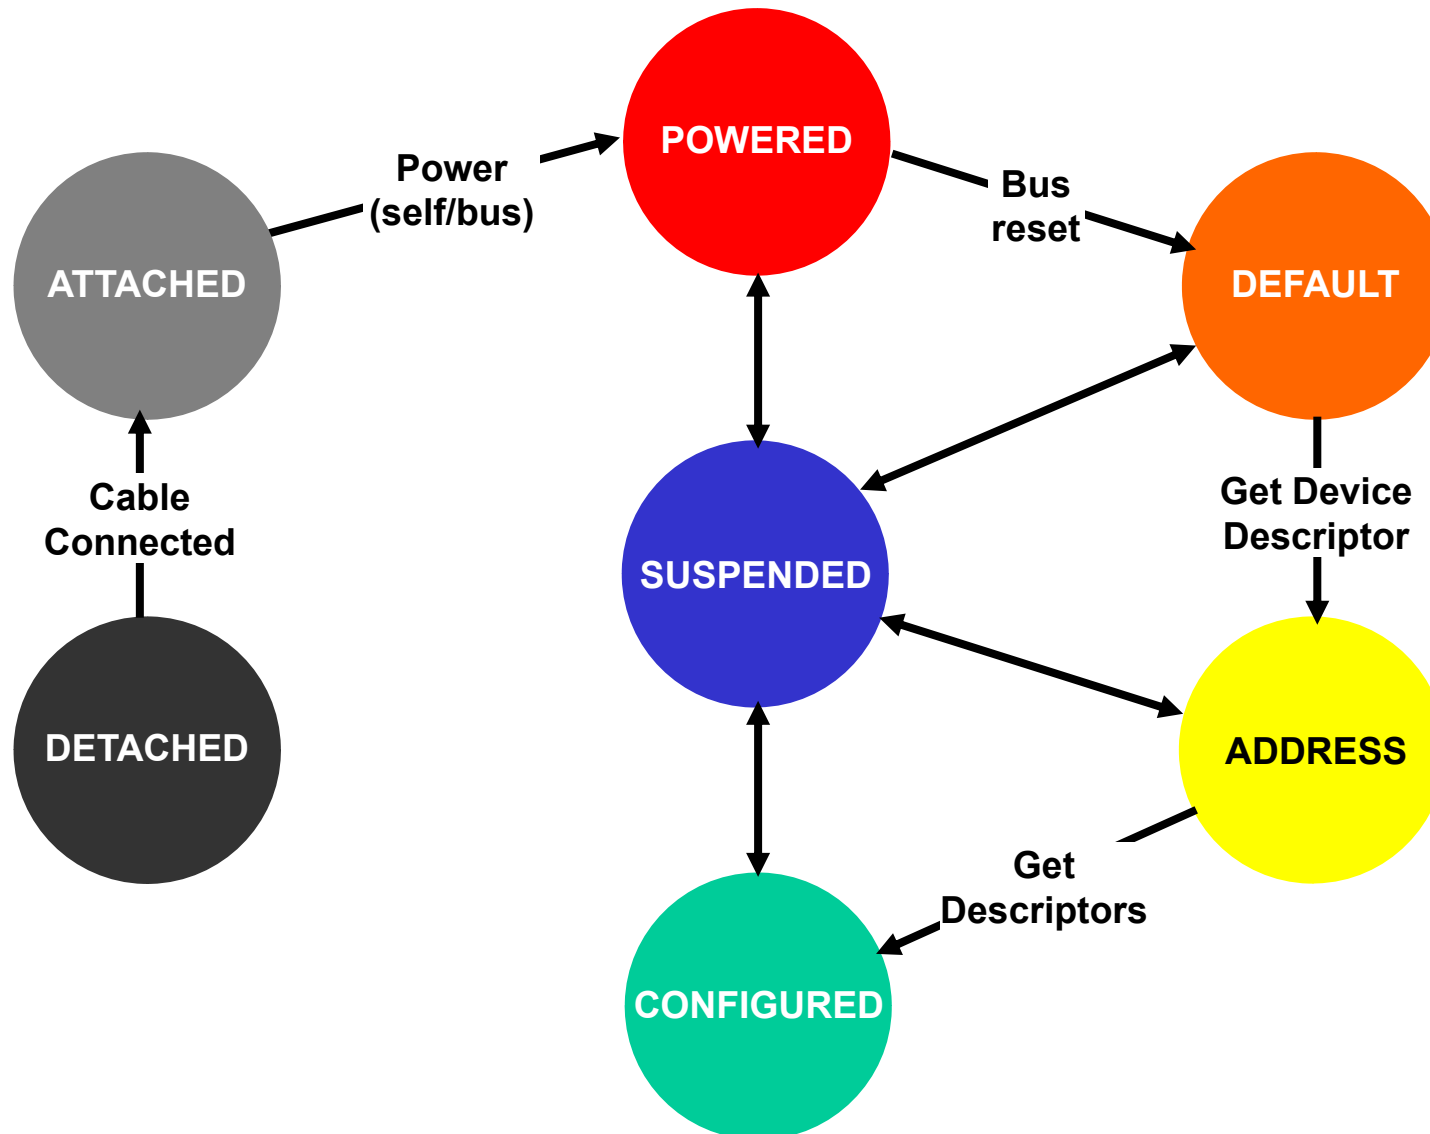 POWERED
Power
(self/bus)
Bus
reset
ATTACHED
DEFAULT
Cable
Connected
Get Device
Descriptor
SUSPENDED
DETACHED
ADDRESS
Get
Descriptors
CONFIGURED